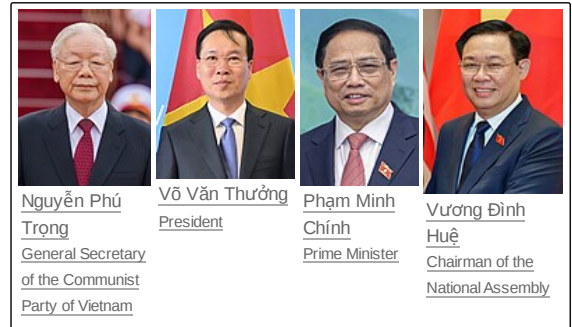 Nguyễn Phú
Trọng
General Secretary
of the Communist
Party of Vietnam
Võ Văn Thưởng
President
Phạm Minh
Chính
Prime Minister
Vương Đình
Huệ
Chairman of the
National Assembly